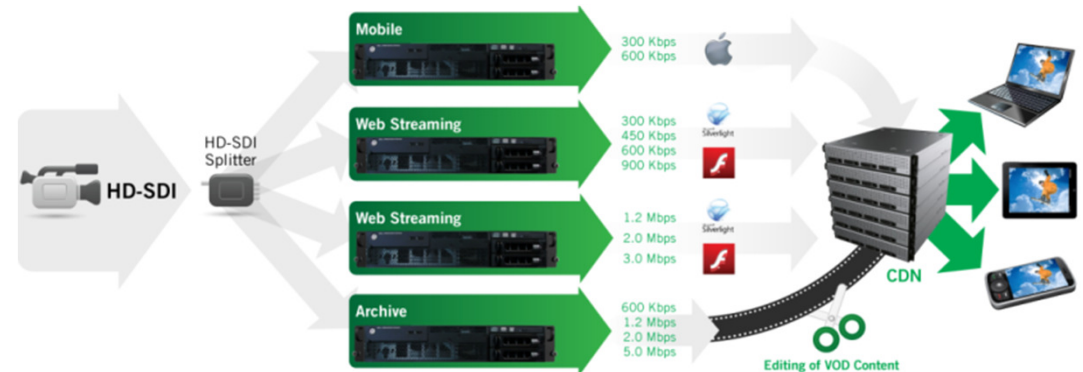 HD-SDI
HD-SDI
Splitter
Mobile
300 Kbps
600 Kbps
Web Streaming
300 Kbps
450 Kbps
600 Kbps
900 Kbps
Silverlight
Web Streaming
1.2 Mbps
2.0 Mbps
3.0 Mbps
Silverlight
Archive
600 Kbps
1.2 Mbps
2.0 Mbps
5.0 Mbps
CDN
Editing of VOD Content